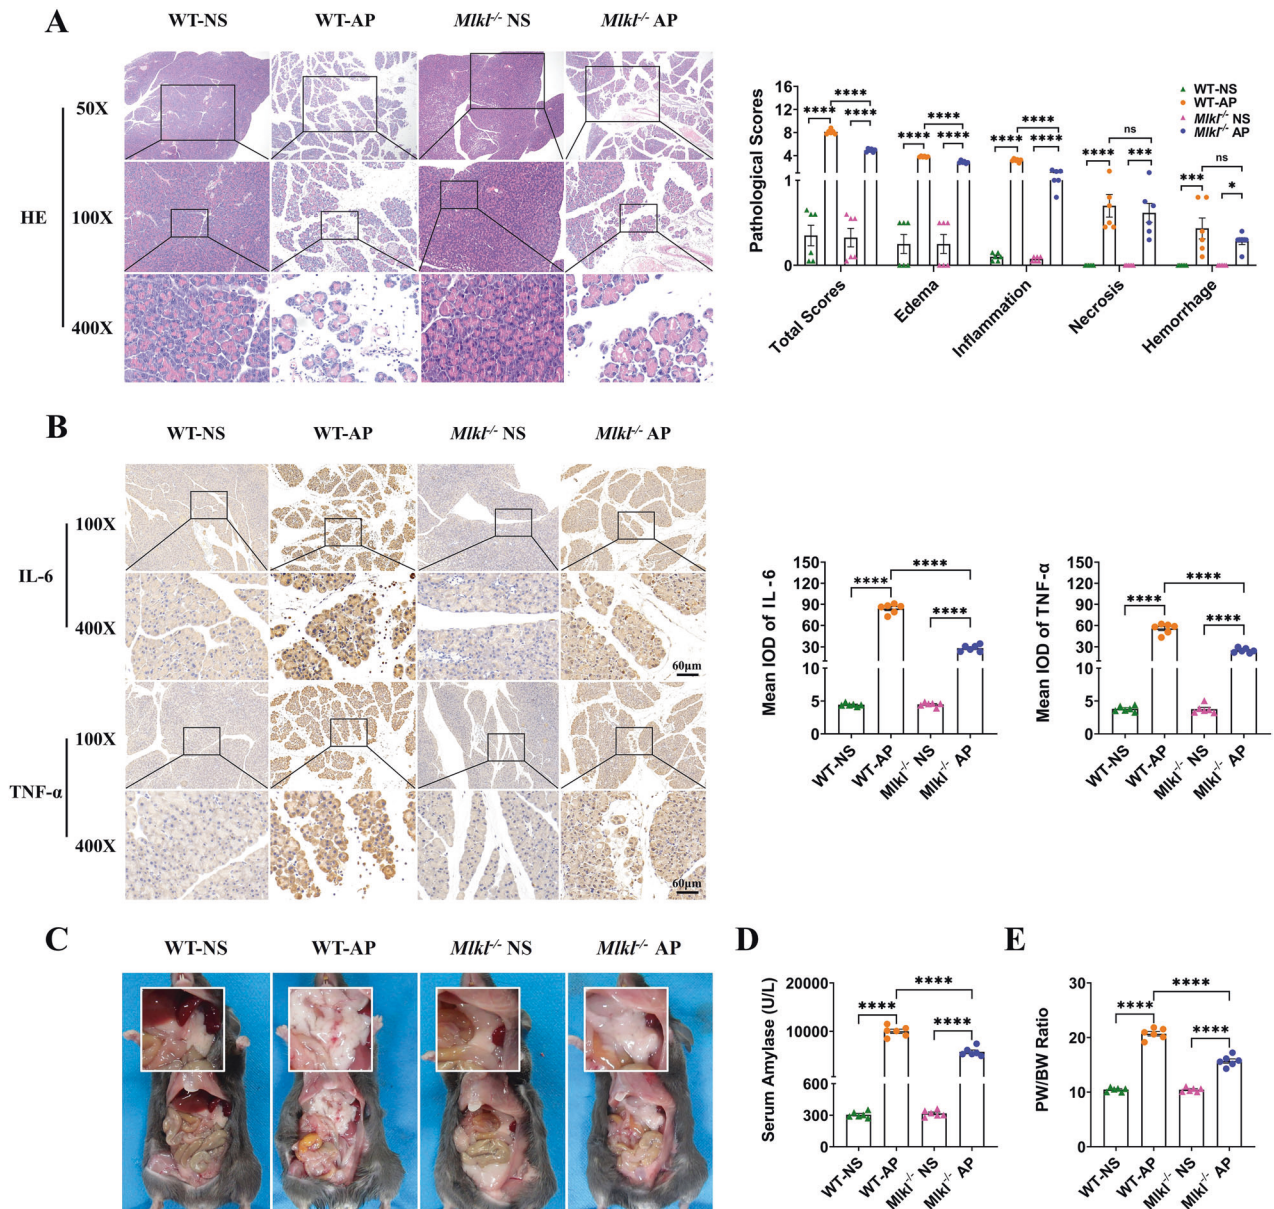 A
WT-NS
WT-AP
Mlkl-/- NS
Mlkl-/- AP
50X
HE
100X
400X
Pathological Scores
16
12
8
4
1
0
WT-NS
WT-AP
Mlkl-/- NS
Mlkl-/- AP
**** **** ****
**** **** ****
**** **** ****
**** *** ns
*** * ns
Total Scores
Edema
Inflammation
Necrosis
Hemorrhage
B
WT-NS
WT-AP
Mlkl-/- NS
Mlkl-/- AP
100X
IL-6
400X
60μm
100X
TNF-α
400X
60μm
Mean IOD of IL -6
150
120
90
60
30
10
5
0
**** **** ****
WT-NS
WT-AP
Mlkl-/- NS
Mlkl-/- AP
Mean IOD of TNF-α
150
120
90
60
30
10
5
0
**** **** ****
WT-NS
WT-AP
Mlkl-/- NS
Mlkl-/- AP
C
WT-NS
WT-AP
Mlkl-/- NS
Mlkl-/- AP
D
Serum Amylase (U/L)
20000
10000
600
300
0
**** **** ****
WT-NS
WT-AP
Mlkl-/- NS
Mlkl-/- AP
E
PW/BW Ratio
30
20
10
0
**** **** ****
WT-NS
WT-AP
Mlkl-/- NS
Mlkl-/- AP